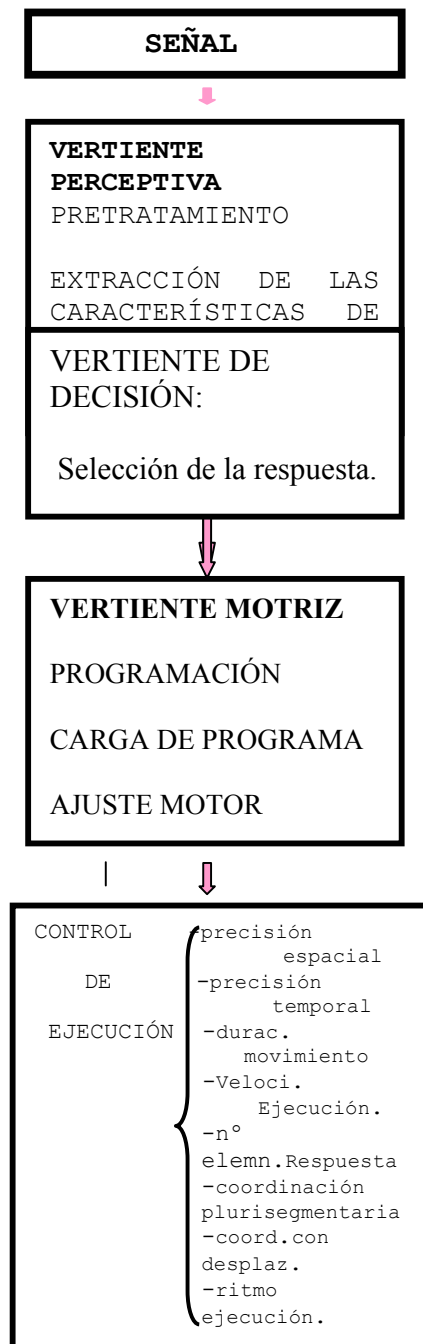 SEÑAL
VERTIENTE
PERCEPTIVA
PRETRATAMIENTO
EXTRACCIÓN DE LAS
CARACTERÍSTICAS DE
VERTIENTE DE
DECISIÓN:
Selección de la respuesta.
VERTIENTE MOTRIZ
PROGRAMACIÓN
CARGA DE PROGRAMA
AJUSTE MOTOR
CONTROL
DE
EJECUCIÓN
-precisión
espacial
-precisión
temporal
-durac.
movimiento
-Veloci.
Ejecución.
-nº
elemn.Respuesta
-coordinación
plurisegmentaria
-coord.con
desplaz.
-ritmo
ejecución.